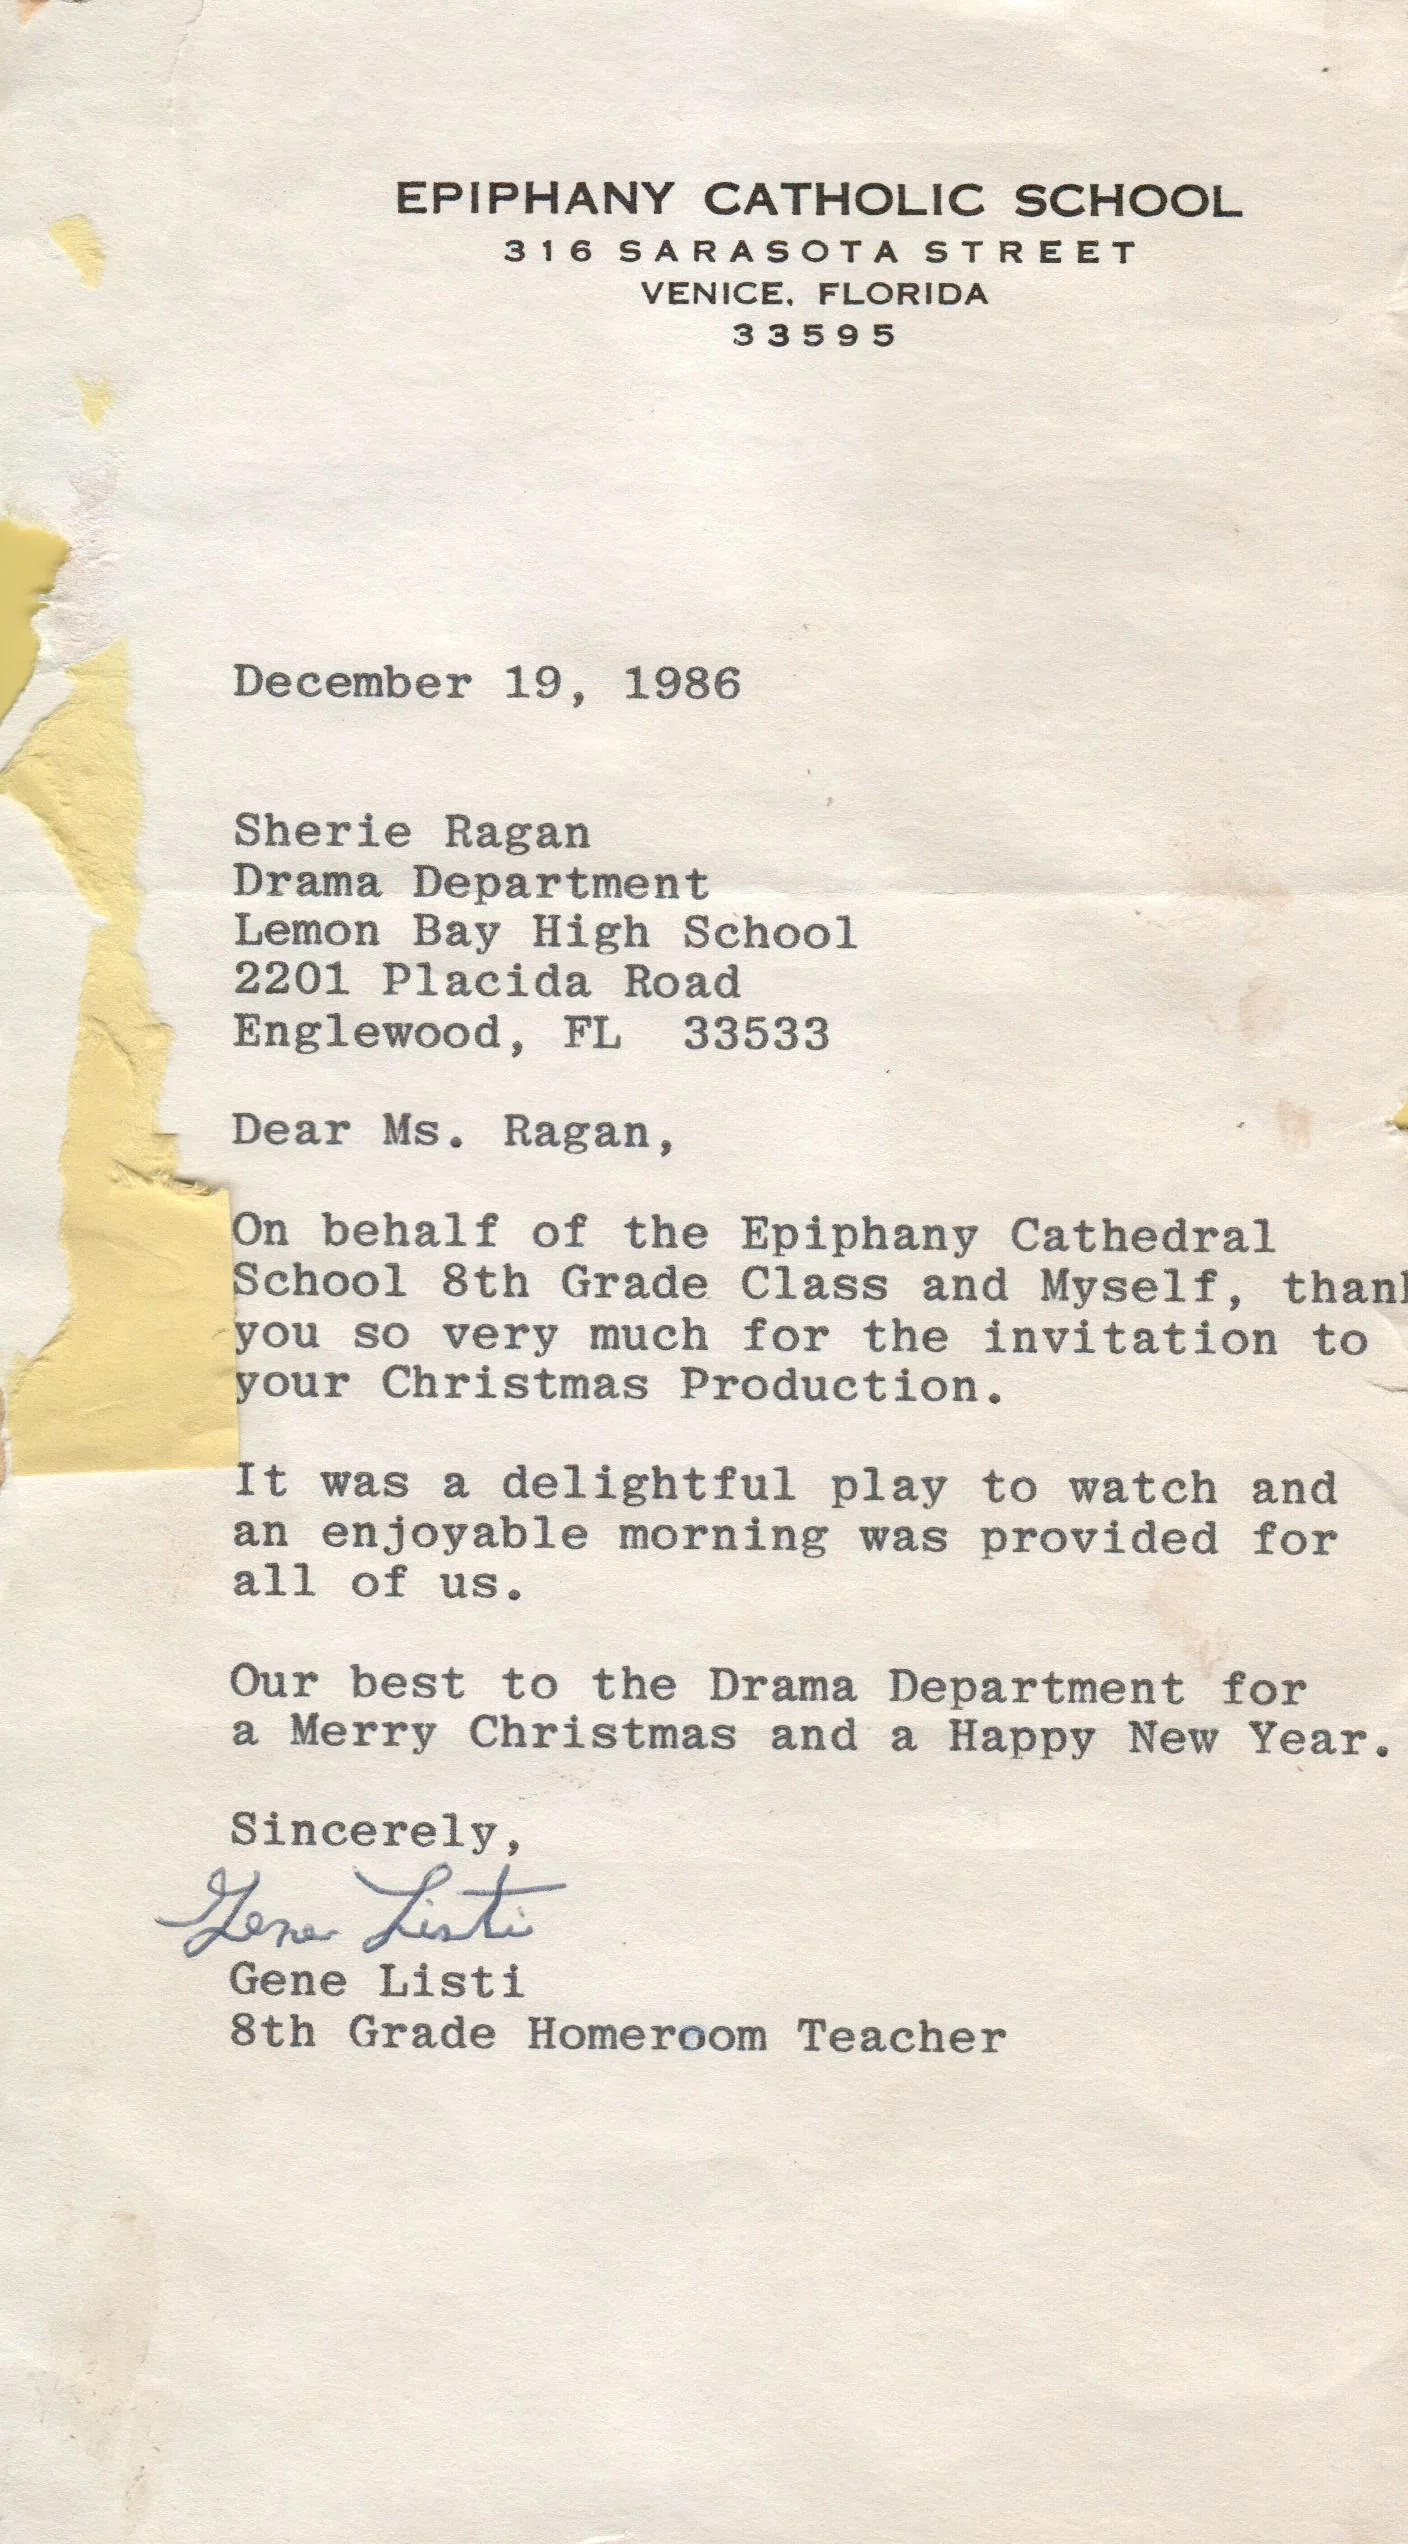 EPIPHANY CATHOLIC SCHOOL
316 SARASOTA STREET
VENICE, FLORIDA
33595
December 19, 1986
Sherie Ragan
Drama Department
Lemon Bay High School
2201 Placida Road
Englewood, FL  33533
Dear Ms. Ragan,
On behalf of the Epiphany Cathedral
School 8th Grade Class and Myself, thank
you so very much for the invitation to
your Christmas Production.
It was a delightful play to watch and
an enjoyable morning was provided for
all of us.
Our best to the Drama Department for
a Merry Christmas and a Happy New Year.
Sincerely,
Gene Listi
Gene Listi
8th Grade Homeroom Teacher